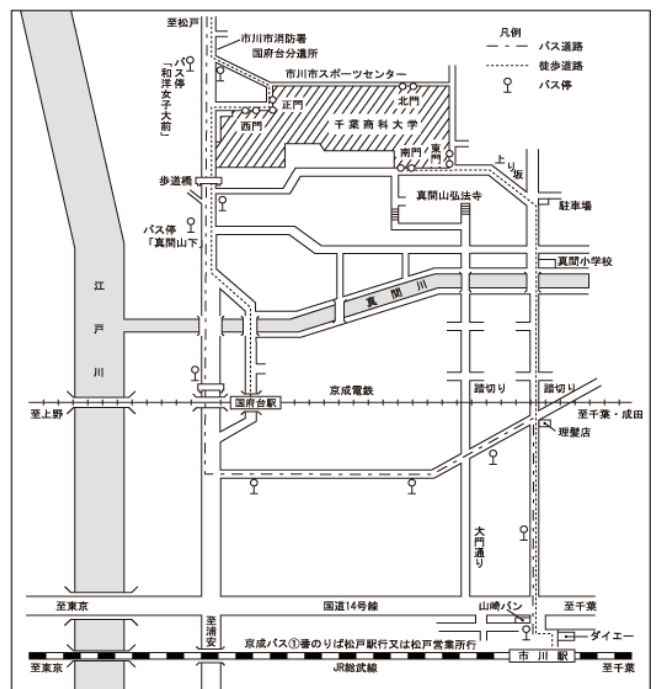 至松戸
市川市消防署
国府台分遣所
凡例
バス道路
徒歩道路
バス停
バス停
「和洋女子大前」
市川市スポーツセンター
正門
北門
西門
千葉商科大学
南門
東門
上り坂
歩道橋
真間山弘法寺
駐車場
バス停
「真間山下」
真間小学校
江戸川
真間川
京成電鉄
踏切り
踏切り
至上野
国府台駅
至千葉・成田
理髪店
大門通り
至東京
国道14号線
山崎パン
至千葉
至浦安
ダイエー
京成バス①番のりば松戸駅行又は松戸営業所行
市川駅
至東京
JR総武線
至千葉